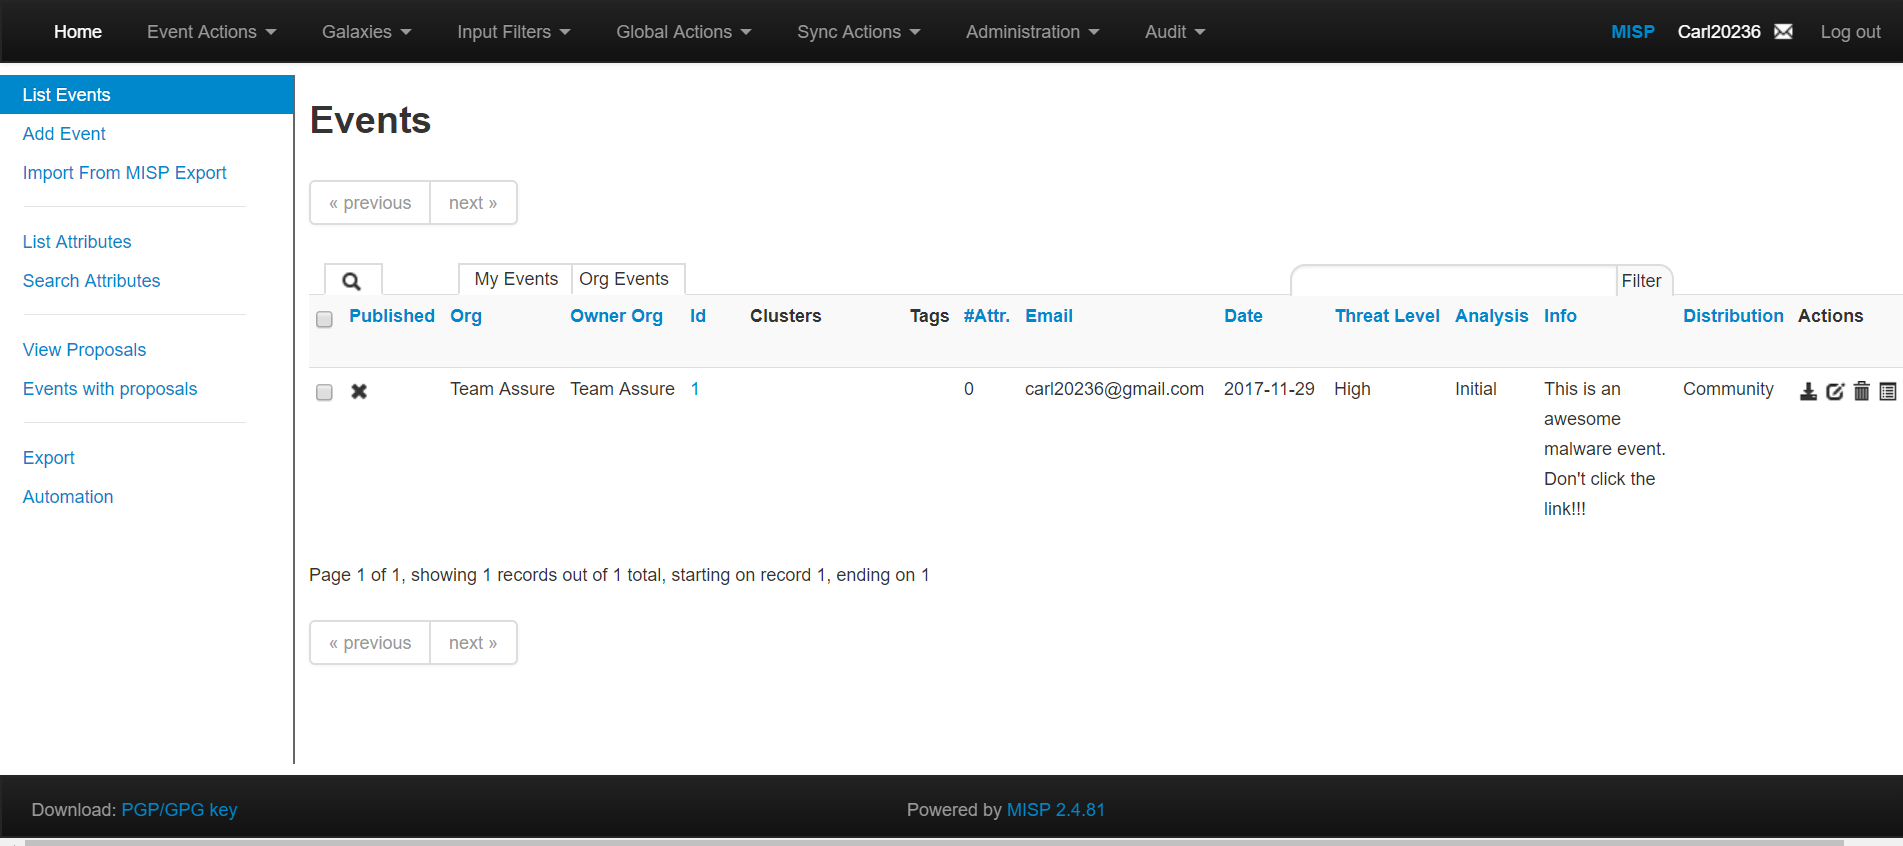 Home Event Actions Galaxies Input Filters Global Actions Sync Actions Administration Audit MISP Carl20236 Log out
List Events
Add Event
Import From MISP Export
List Attributes
Search Attributes
View Proposals
Events with proposals
Export
Automation
Events
« previous next »
My Events Org Events Filter
Published Org Owner Org Id Clusters Tags #Attr. Email Date Threat Level Analysis Info Distribution Actions
Team Assure Team Assure 1 0 carl20236@gmail.com 2017-11-29 High Initial This is an Community
awesome
malware event.
Don't click the
link!!!
Page 1 of 1, showing 1 records out of 1 total, starting on record 1, ending on 1
« previous next »
Download: PGP/GPG key Powered by MISP 2.4.81